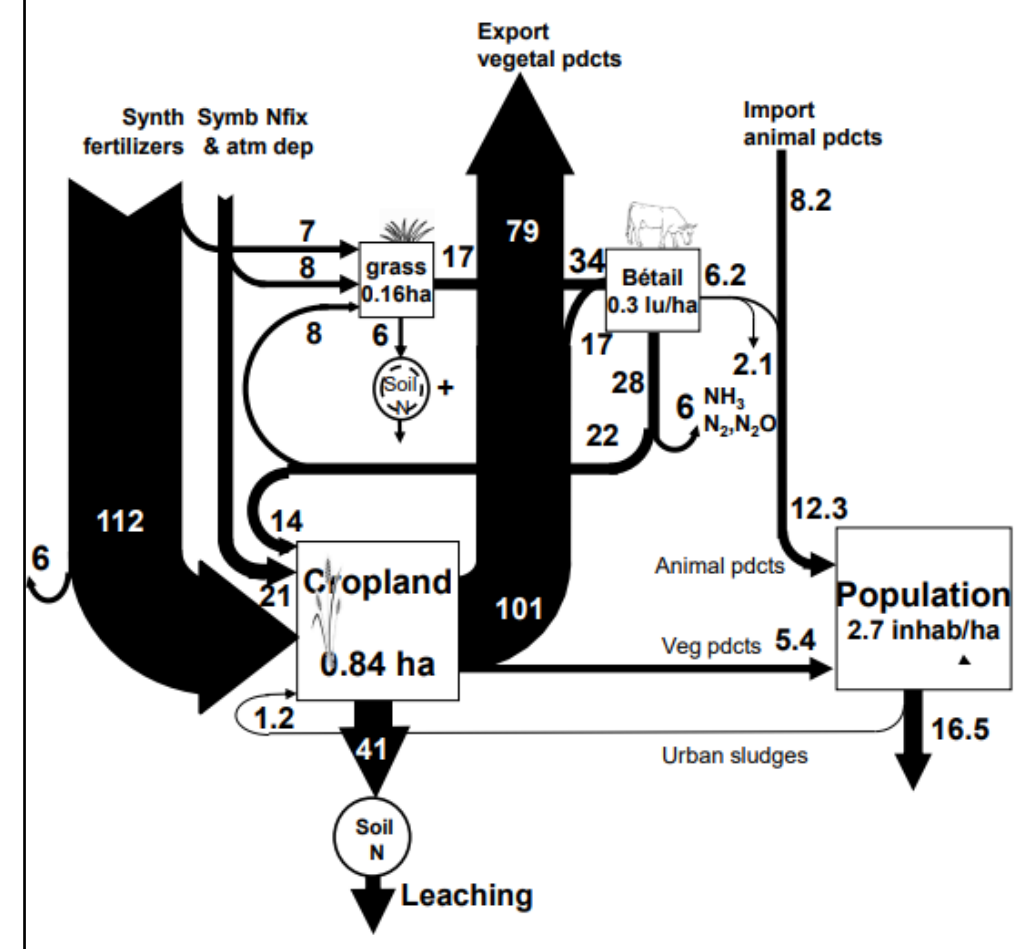 Export
vegetal pdcts
Synth Symb Nfix
fertilizers & atm dep
Import
animal pdcts
8.2
7
79
8
grass
0.16ha
17
34
Bétail
0.3 lu/ha
6.2
8
6
17
2.1
Soil
N
+
28
6
NH₃
N₂,N₂O
22
112
14
12.3
6
21
Cropland
0.84 ha
101
Animal pdcts
Population
2.7 inhab/ha
Veg pdcts 5.4
1.2
41
16.5
Urban sludges
Soil
N
Leaching